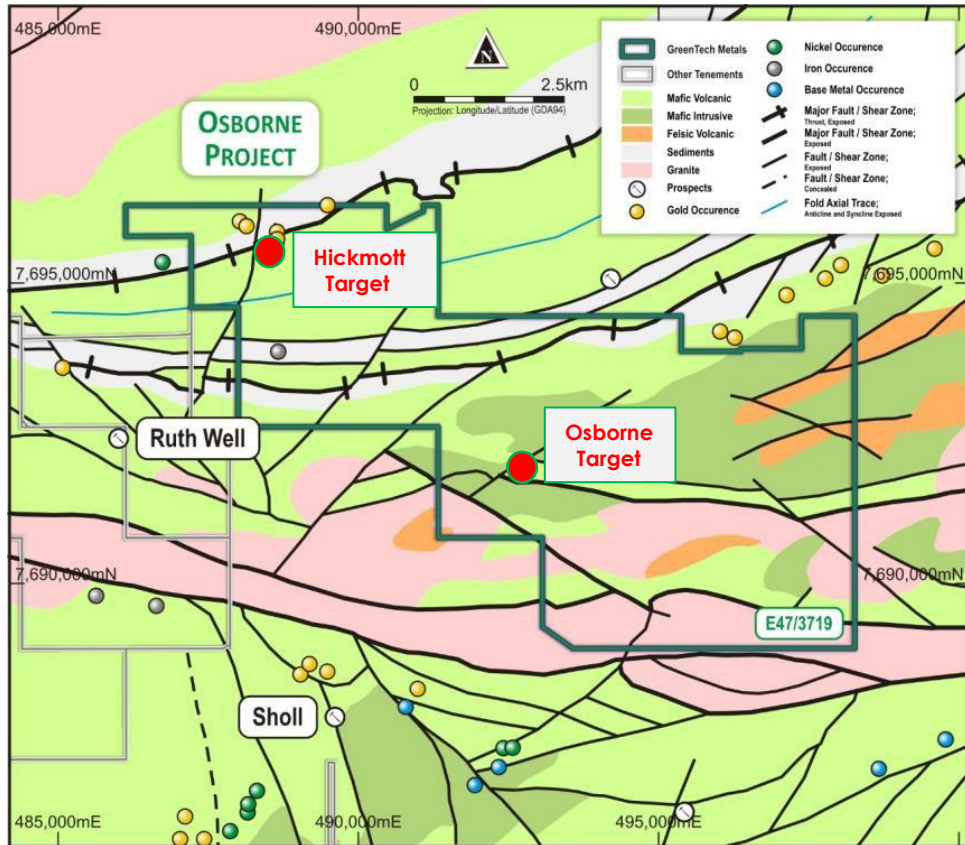 485,000mE
490,000mE
N
0
2.5km
Projection: Longitude/Latitude (GDA94)
GreenTech Metals
Other Tenements
Mafic Volcanic
Mafic Intrusive
Felsic Volcanic
Sediments
Granite
Prospects
Gold Occurence
Nickel Occurence
Iron Occurence
Base Metal Occurence
Major Fault / Shear Zone;
Thrust, Exposed
Major Fault / Shear Zone;
Exposed
Fault / Shear Zone;
Exposed
Fault / Shear Zone;
Concealed
Fold Axial Trace;
Anticline and Syncline Exposed
OSBORNE
PROJECT
Hickmott
Target
7,695,000mN
7,695,000mN
Ruth Well
Osborne
Target
7,690,000mN
7,690,000mN
E47/3719
Sholl
485,000mE
490,000mE
495,000mE